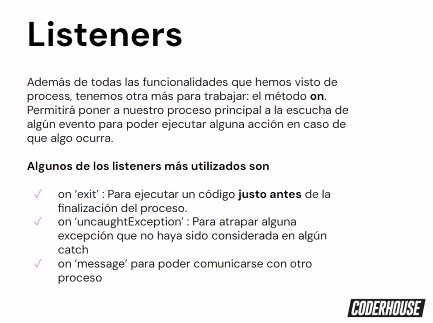 Listeners
Además de todas las funcionalidades que hemos visto de
process, tenemos otra más para trabajar: el método on.
Permitirá poner a nuestro proceso principal a la escucha de
algún evento para poder ejecutar alguna acción en caso de
que algo ocurra.
Algunos de los listeners más utilizados son
✓ on ‘exit’ : Para ejecutar un código justo antes de la
finalización del proceso.
✓ on ‘uncaughtException’ : Para atrapar alguna
excepción que no haya sido considerada en algún
catch
✓ on ‘message’ para poder comunicarse con otro
proceso
CODERHOUSE